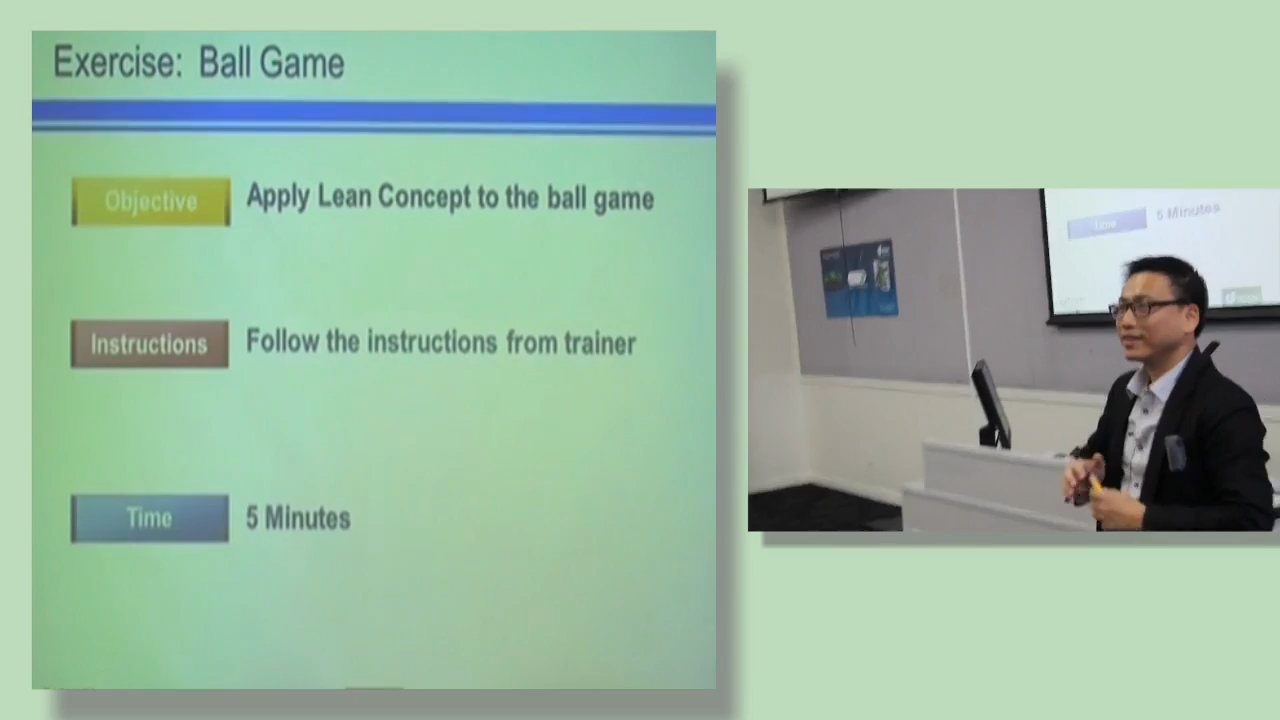 Exercise: Ball Game
Objective
Apply Lean Concept to the ball game
Instructions
Follow the instructions from trainer
Time
5 Minutes
Time
5 Minutes